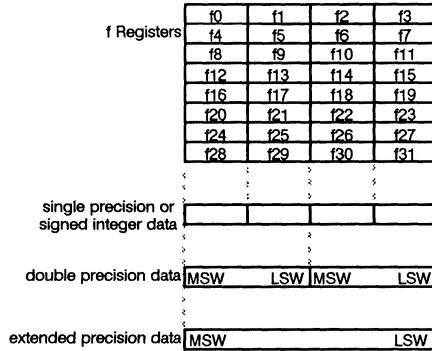 f0 f1 f2 f3
f Registers f4 f5 f6 f7
f8 f9 f10 f11
f12 f13 f14 f15
f16 f17 f18 f19
f20 f21 f22 f23
f24 f25 f26 f27
f28 f29 f30 f31
single precision or
signed integer data
double precision data MSW LSW MSW LSW
extended precision data MSW LSW